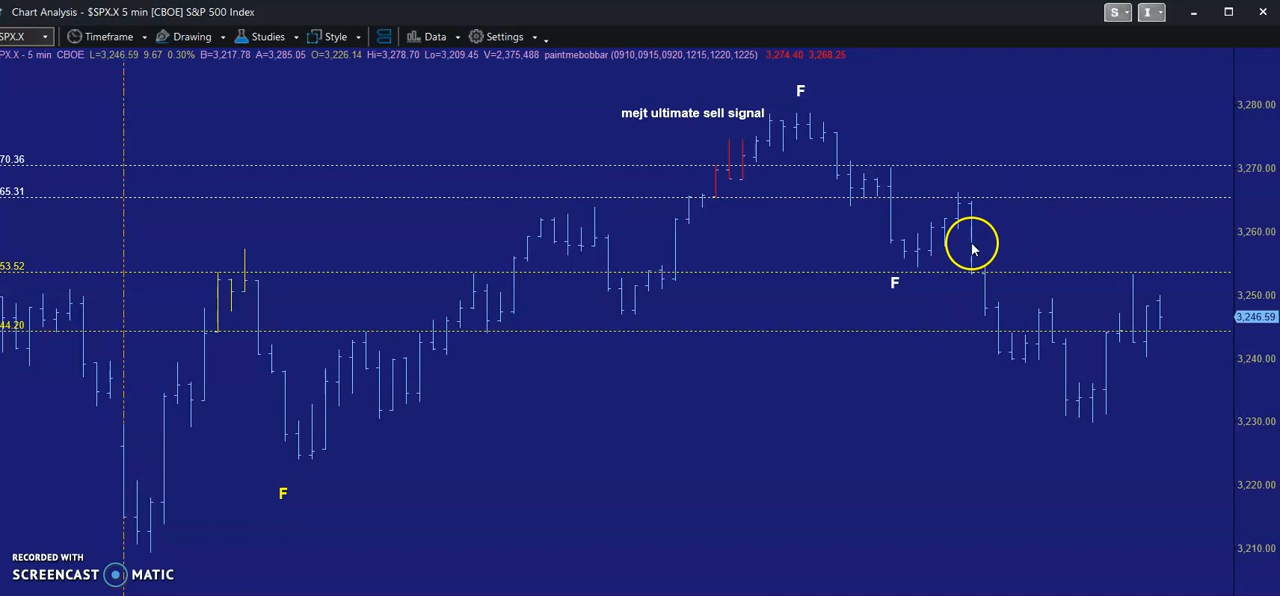 Chart Analysis - $SPX.X 5 min [CBOE] S&P 500 Index
S I
SPX.X Timeframe Drawing Studies Style Data Settings
PX.X - 5 min CBOE L=3,246.59 9.67 0.30% B=3,217.78 A=3,285.05 O=3,226.14 Hi=3,278.70 Lo=3,209.45 V=2,375,488 paintmebobbar (0910,0915,0920,1215,1220,1225) 3,274.40 3,268.25
F
3,280.00
mejt ultimate sell signal
70.36
3,270.00
65.31
3,260.00
53.52
F
3,250.00
3,246.59
44.20
3,240.00
3,230.00
F
3,220.00
3,210.00
RECORDED WITH
SCREENCAST MATIC